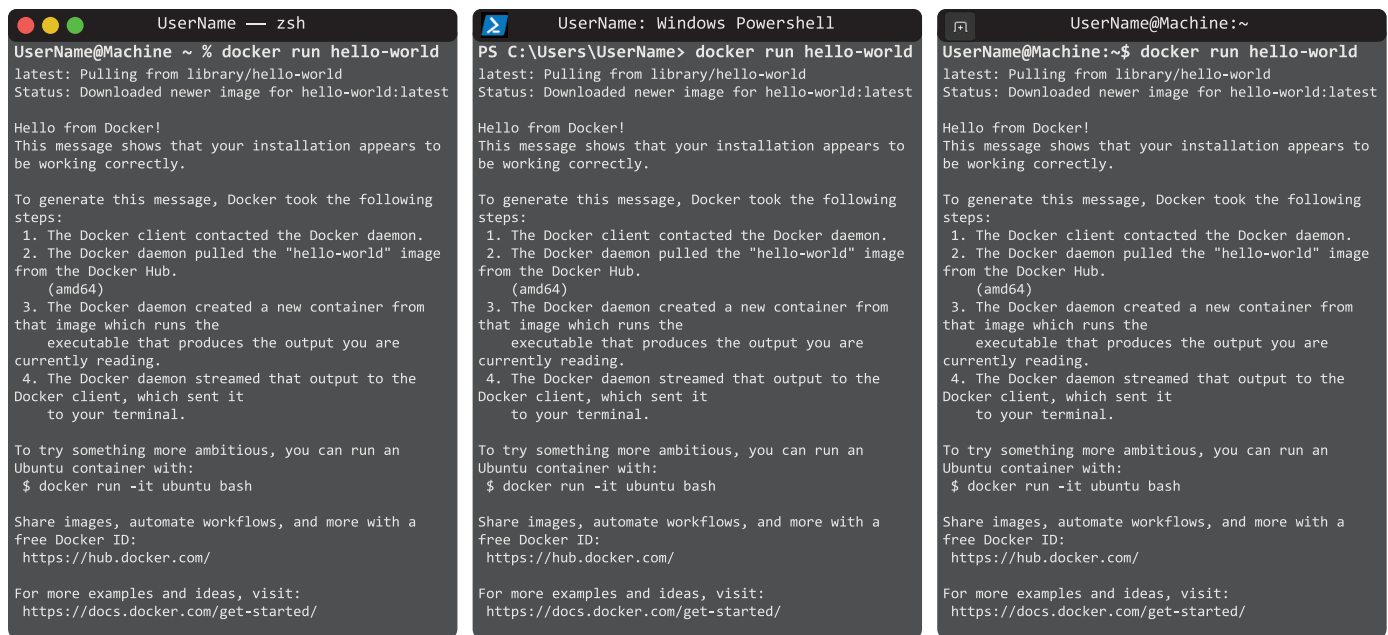 UserName — zsh
UserName@Machine ~ % docker run hello-world
latest: Pulling from library/hello-world
Status: Downloaded newer image for hello-world:latest
Hello from Docker!
This message shows that your installation appears to
be working correctly.
To generate this message, Docker took the following
steps:
1. The Docker client contacted the Docker daemon.
2. The Docker daemon pulled the "hello-world" image
from the Docker Hub.
(amd64)
3. The Docker daemon created a new container from
that image which runs the
executable that produces the output you are
currently reading.
4. The Docker daemon streamed that output to the
Docker client, which sent it
to your terminal.
To try something more ambitious, you can run an
Ubuntu container with:
$ docker run -it ubuntu bash
Share images, automate workflows, and more with a
free Docker ID:
https://hub.docker.com/
For more examples and ideas, visit:
https://docs.docker.com/get-started/
UserName: Windows Powershell
PS C:\Users\UserName> docker run hello-world
latest: Pulling from library/hello-world
Status: Downloaded newer image for hello-world:latest
Hello from Docker!
This message shows that your installation appears to
be working correctly.
To generate this message, Docker took the following
steps:
1. The Docker client contacted the Docker daemon.
2. The Docker daemon pulled the "hello-world" image
from the Docker Hub.
(amd64)
3. The Docker daemon created a new container from
that image which runs the
executable that produces the output you are
currently reading.
4. The Docker daemon streamed that output to the
Docker client, which sent it
to your terminal.
To try something more ambitious, you can run an
Ubuntu container with:
$ docker run -it ubuntu bash
Share images, automate workflows, and more with a
free Docker ID:
https://hub.docker.com/
For more examples and ideas, visit:
https://docs.docker.com/get-started/
UserName@Machine:~
UserName@Machine:~$ docker run hello-world
latest: Pulling from library/hello-world
Status: Downloaded newer image for hello-world:latest
Hello from Docker!
This message shows that your installation appears to
be working correctly.
To generate this message, Docker took the following
steps:
1. The Docker client contacted the Docker daemon.
2. The Docker daemon pulled the "hello-world" image
from the Docker Hub.
(amd64)
3. The Docker daemon created a new container from
that image which runs the
executable that produces the output you are
currently reading.
4. The Docker daemon streamed that output to the
Docker client, which sent it
to your terminal.
To try something more ambitious, you can run an
Ubuntu container with:
$ docker run -it ubuntu bash
Share images, automate workflows, and more with a
free Docker ID:
https://hub.docker.com/
For more examples and ideas, visit:
https://docs.docker.com/get-started/